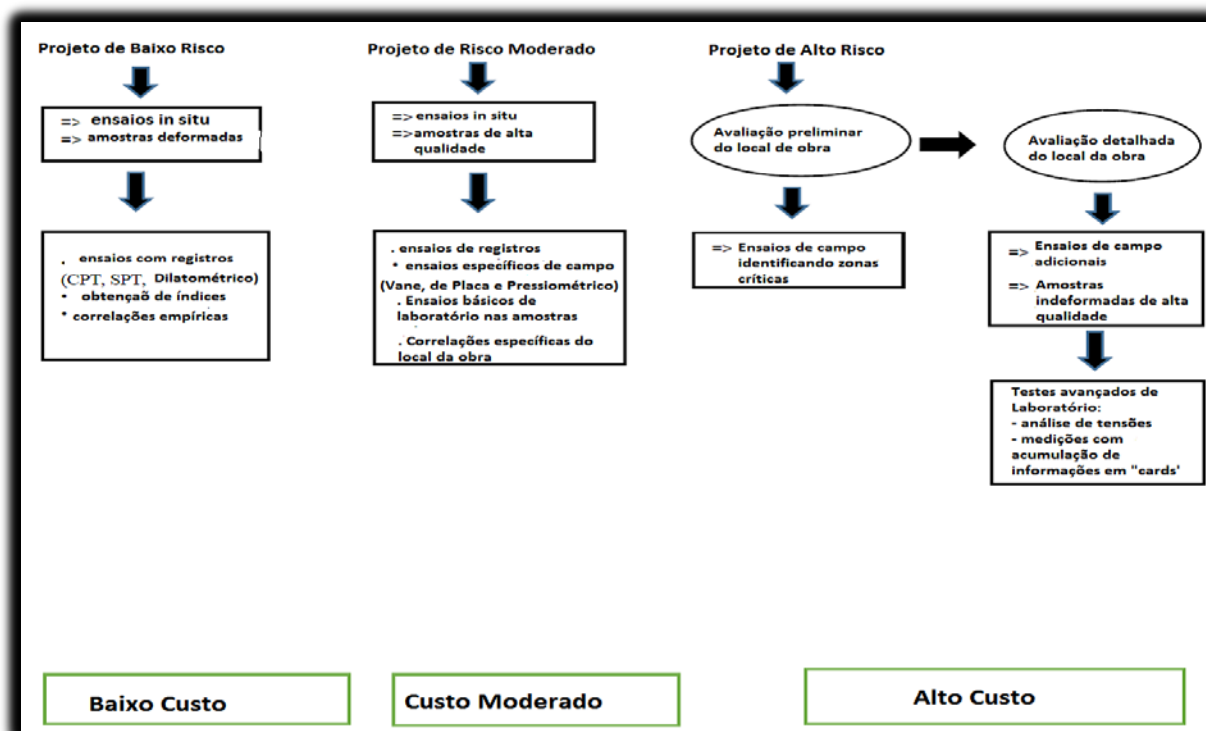 Projeto de Baixo Risco
=> ensaios in situ
=> amostras deformadas
. ensaios com registros
(CPT, SPT, Dilatométrico)
• obtençaõ de índices
* correlações empíricas
Projeto de Risco Moderado
=> ensaios in situ
=>amostras de alta
qualidade
. ensaios de registros
* ensaios específicos de campo
(Vane, de Placa e Pressiométrico)
. Ensaios básicos de
laboratório nas amostras
. Correlações específicas do
local da obra
Projeto de Alto Risco
Avaliação preliminar
do local de obra
=> Ensaios de campo
identificando zonas
críticas
Avaliação detalhada
do local da obra
=> Ensaios de campo
adicionais
=> Amostras
indeformadas de alta
qualidade
Testes avançados de
Laboratório:
- análise de tensões
- medições com
acumulação de
informações em "cards'
Baixo Custo
Custo Moderado
Alto Custo